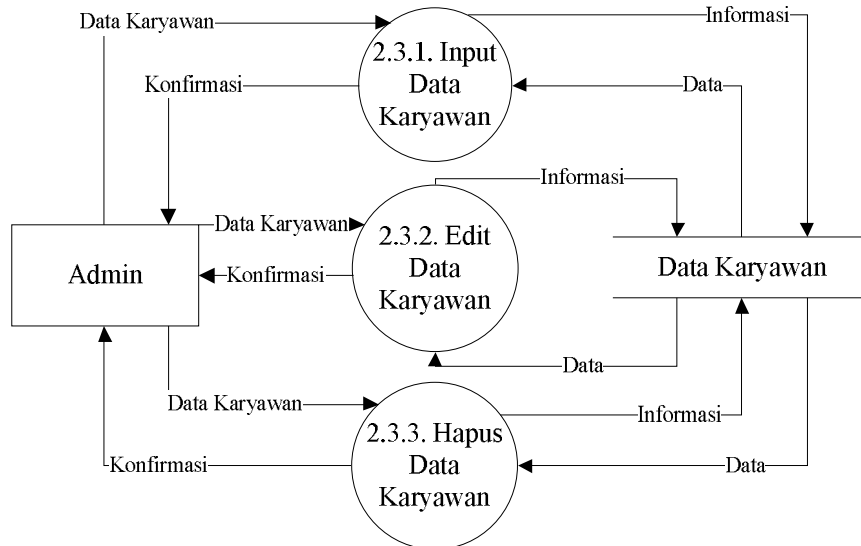 Data Karyawan
Informasi
2.3.1. Input
Data
Karyawan
Konfirmasi
Data
Informasi
Data Karyawan
2.3.2. Edit
Data
Karyawan
Admin
Konfirmasi
Data Karyawan
Data
Data Karyawan
2.3.3. Hapus
Data
Karyawan
Informasi
Konfirmasi
Data